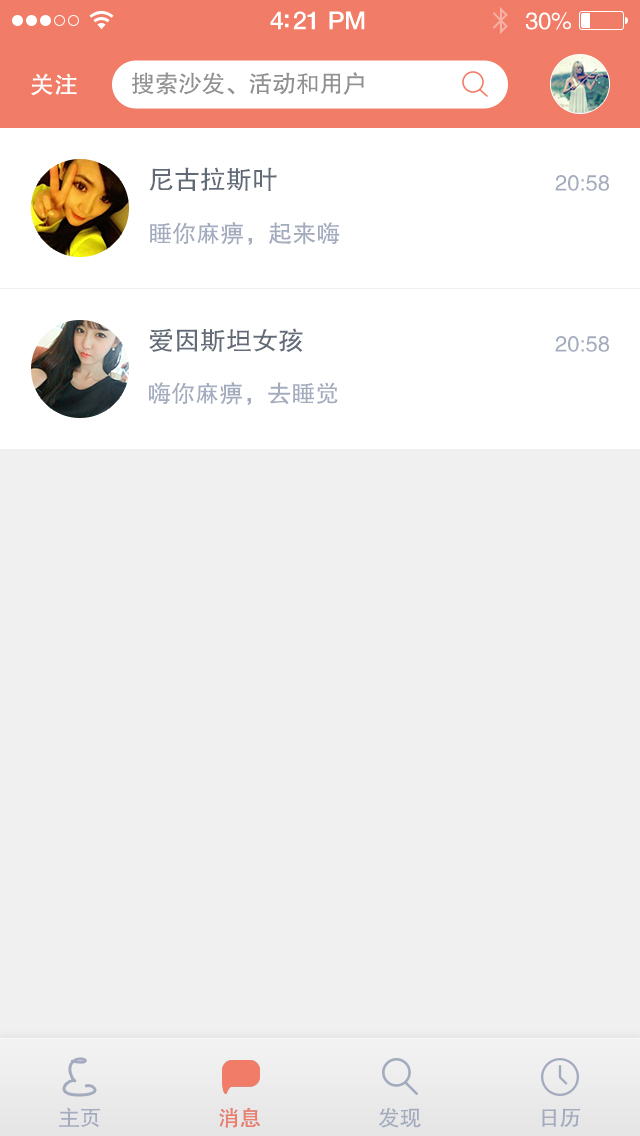 4:21 PM 30%
关注 搜索沙发、活动和用户
尼古拉斯叶 20:58
睡你麻痹，起来嗨
爱因斯坦女孩 20:58
嗨你麻痹，去睡觉
主页 消息 发现 日历